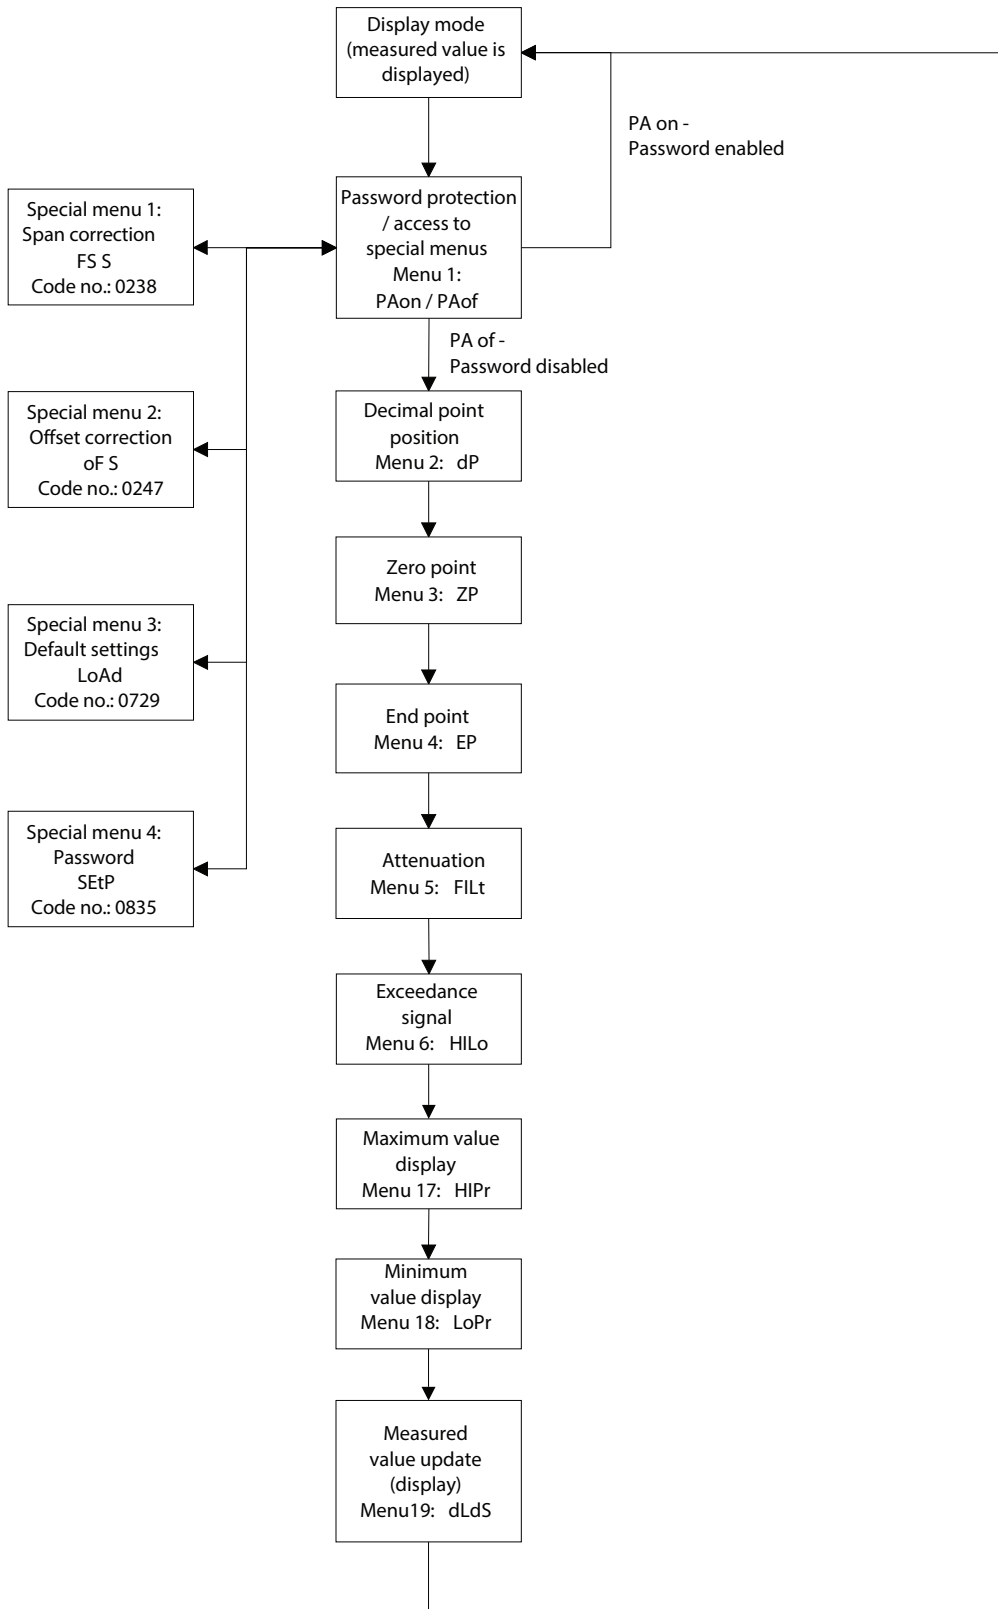 Display mode
(measured value is
displayed)
PA on -
Password enabled
Password protection
/ access to
special menus
Menu 1:
PAon / PAof
Special menu 1:
Span correction
FS S
Code no.: 0238
PA of -
Password disabled
Special menu 2:
Offset correction
oF S
Code no.: 0247
Decimal point
position
Menu 2: dP
Zero point
Menu 3: ZP
Special menu 3:
Default settings
LoAd
Code no.: 0729
End point
Menu 4: EP
Special menu 4:
Password
SEtP
Code no.: 0835
Attenuation
Menu 5: FILt
Exceedance
signal
Menu 6: HILo
Maximum value
display
Menu 17: HIPr
Minimum
value display
Menu 18: LoPr
Measured
value update
(display)
Menu19: dLdS